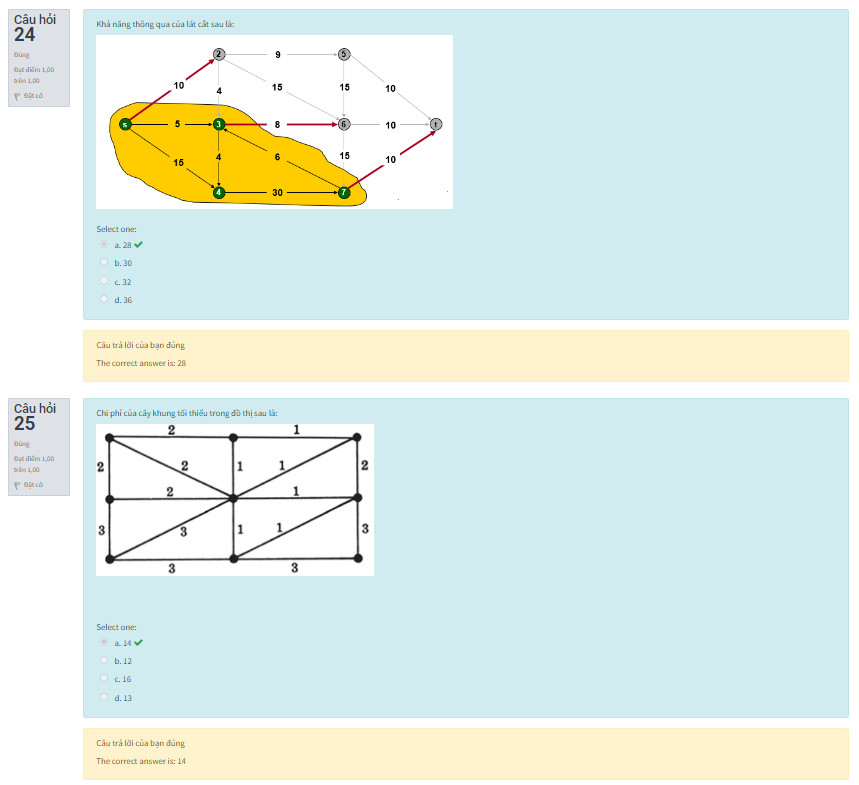 Câu hỏi
24
Đúng
Đạt điểm 1,00
trên 1,00
Đặt cờ
Khả năng thông qua của lát cắt sau là:
2 9 5
10 4 15 15 10
s 5 3 8 6 10 t
15 4 6 15 10
4 30 7
Select one:
a. 28
b. 30
c. 32
d. 36
Câu trả lời của bạn đúng
The correct answer is: 28
Câu hỏi
25
Đúng
Đạt điểm 1,00
trên 1,00
Đặt cờ
Chi phí của cây khung tối thiểu trong đồ thị sau là:
2 1
2 2 1 1 2
2 1
3 3 1 1 3
3 3
Select one:
a. 14
b. 12
c. 16
d. 13
Câu trả lời của bạn đúng
The correct answer is: 14